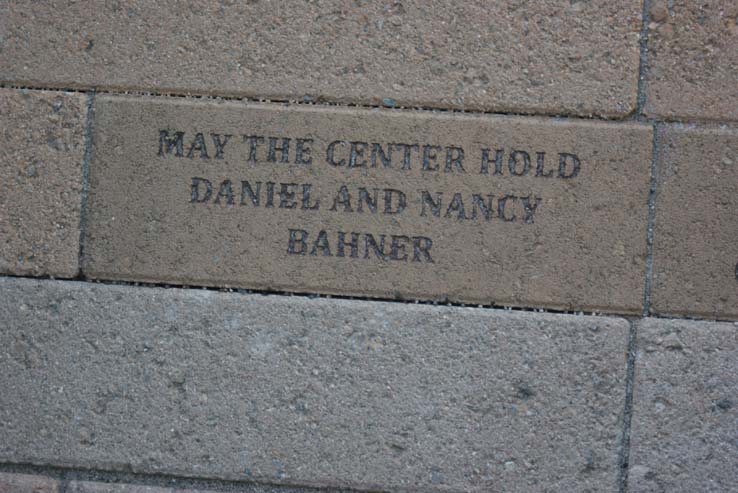 MAY THE CENTER HOLD
DANIEL AND NANCY
BAHNER